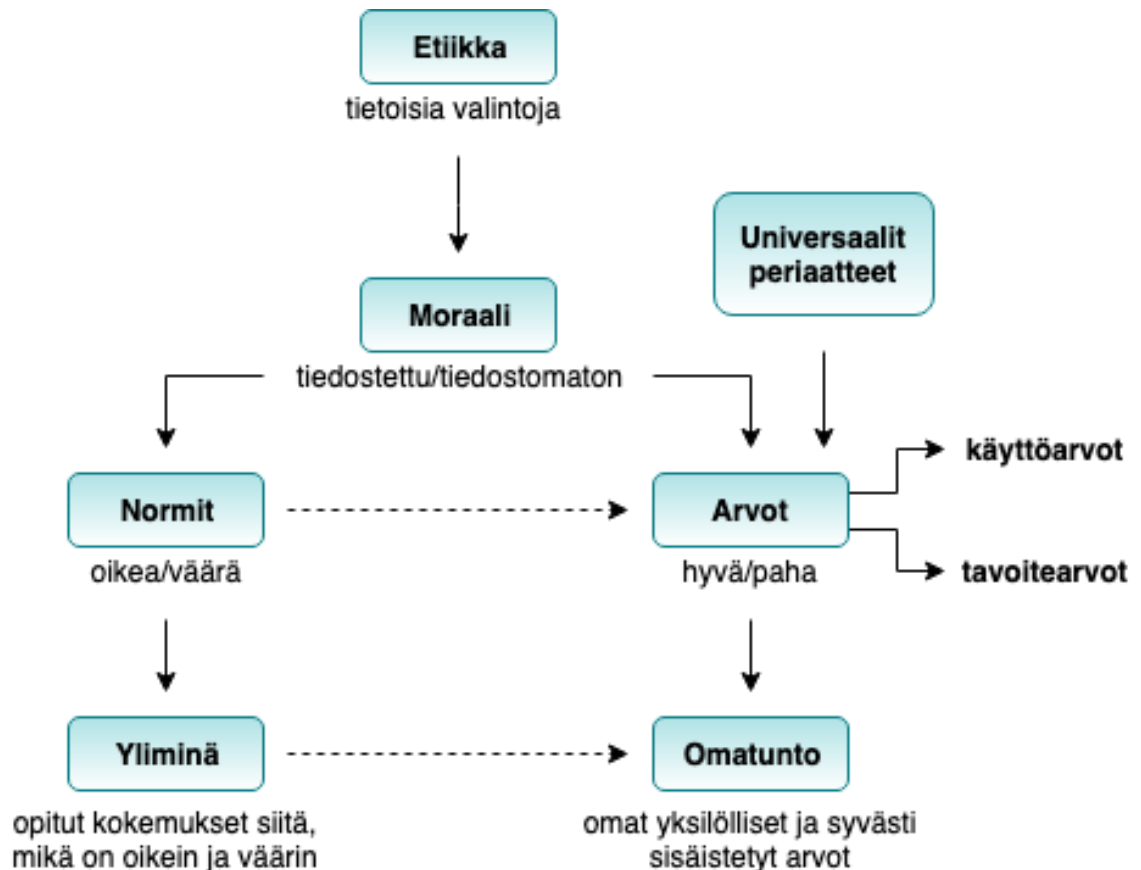 Etiikka
tietoisia valintoja
Universaalit
periaatteet
Moraali
tiedostettu/tiedostomaton
käyttöarvot
Normit
Arvot
oikea/väärä
hyvä/paha
tavoitearvot
Yliminä
Omatunto
opitut kokemukset siitä,
mikä on oikein ja väärin
omat yksilölliset ja syvästi
sisäistetyt arvot